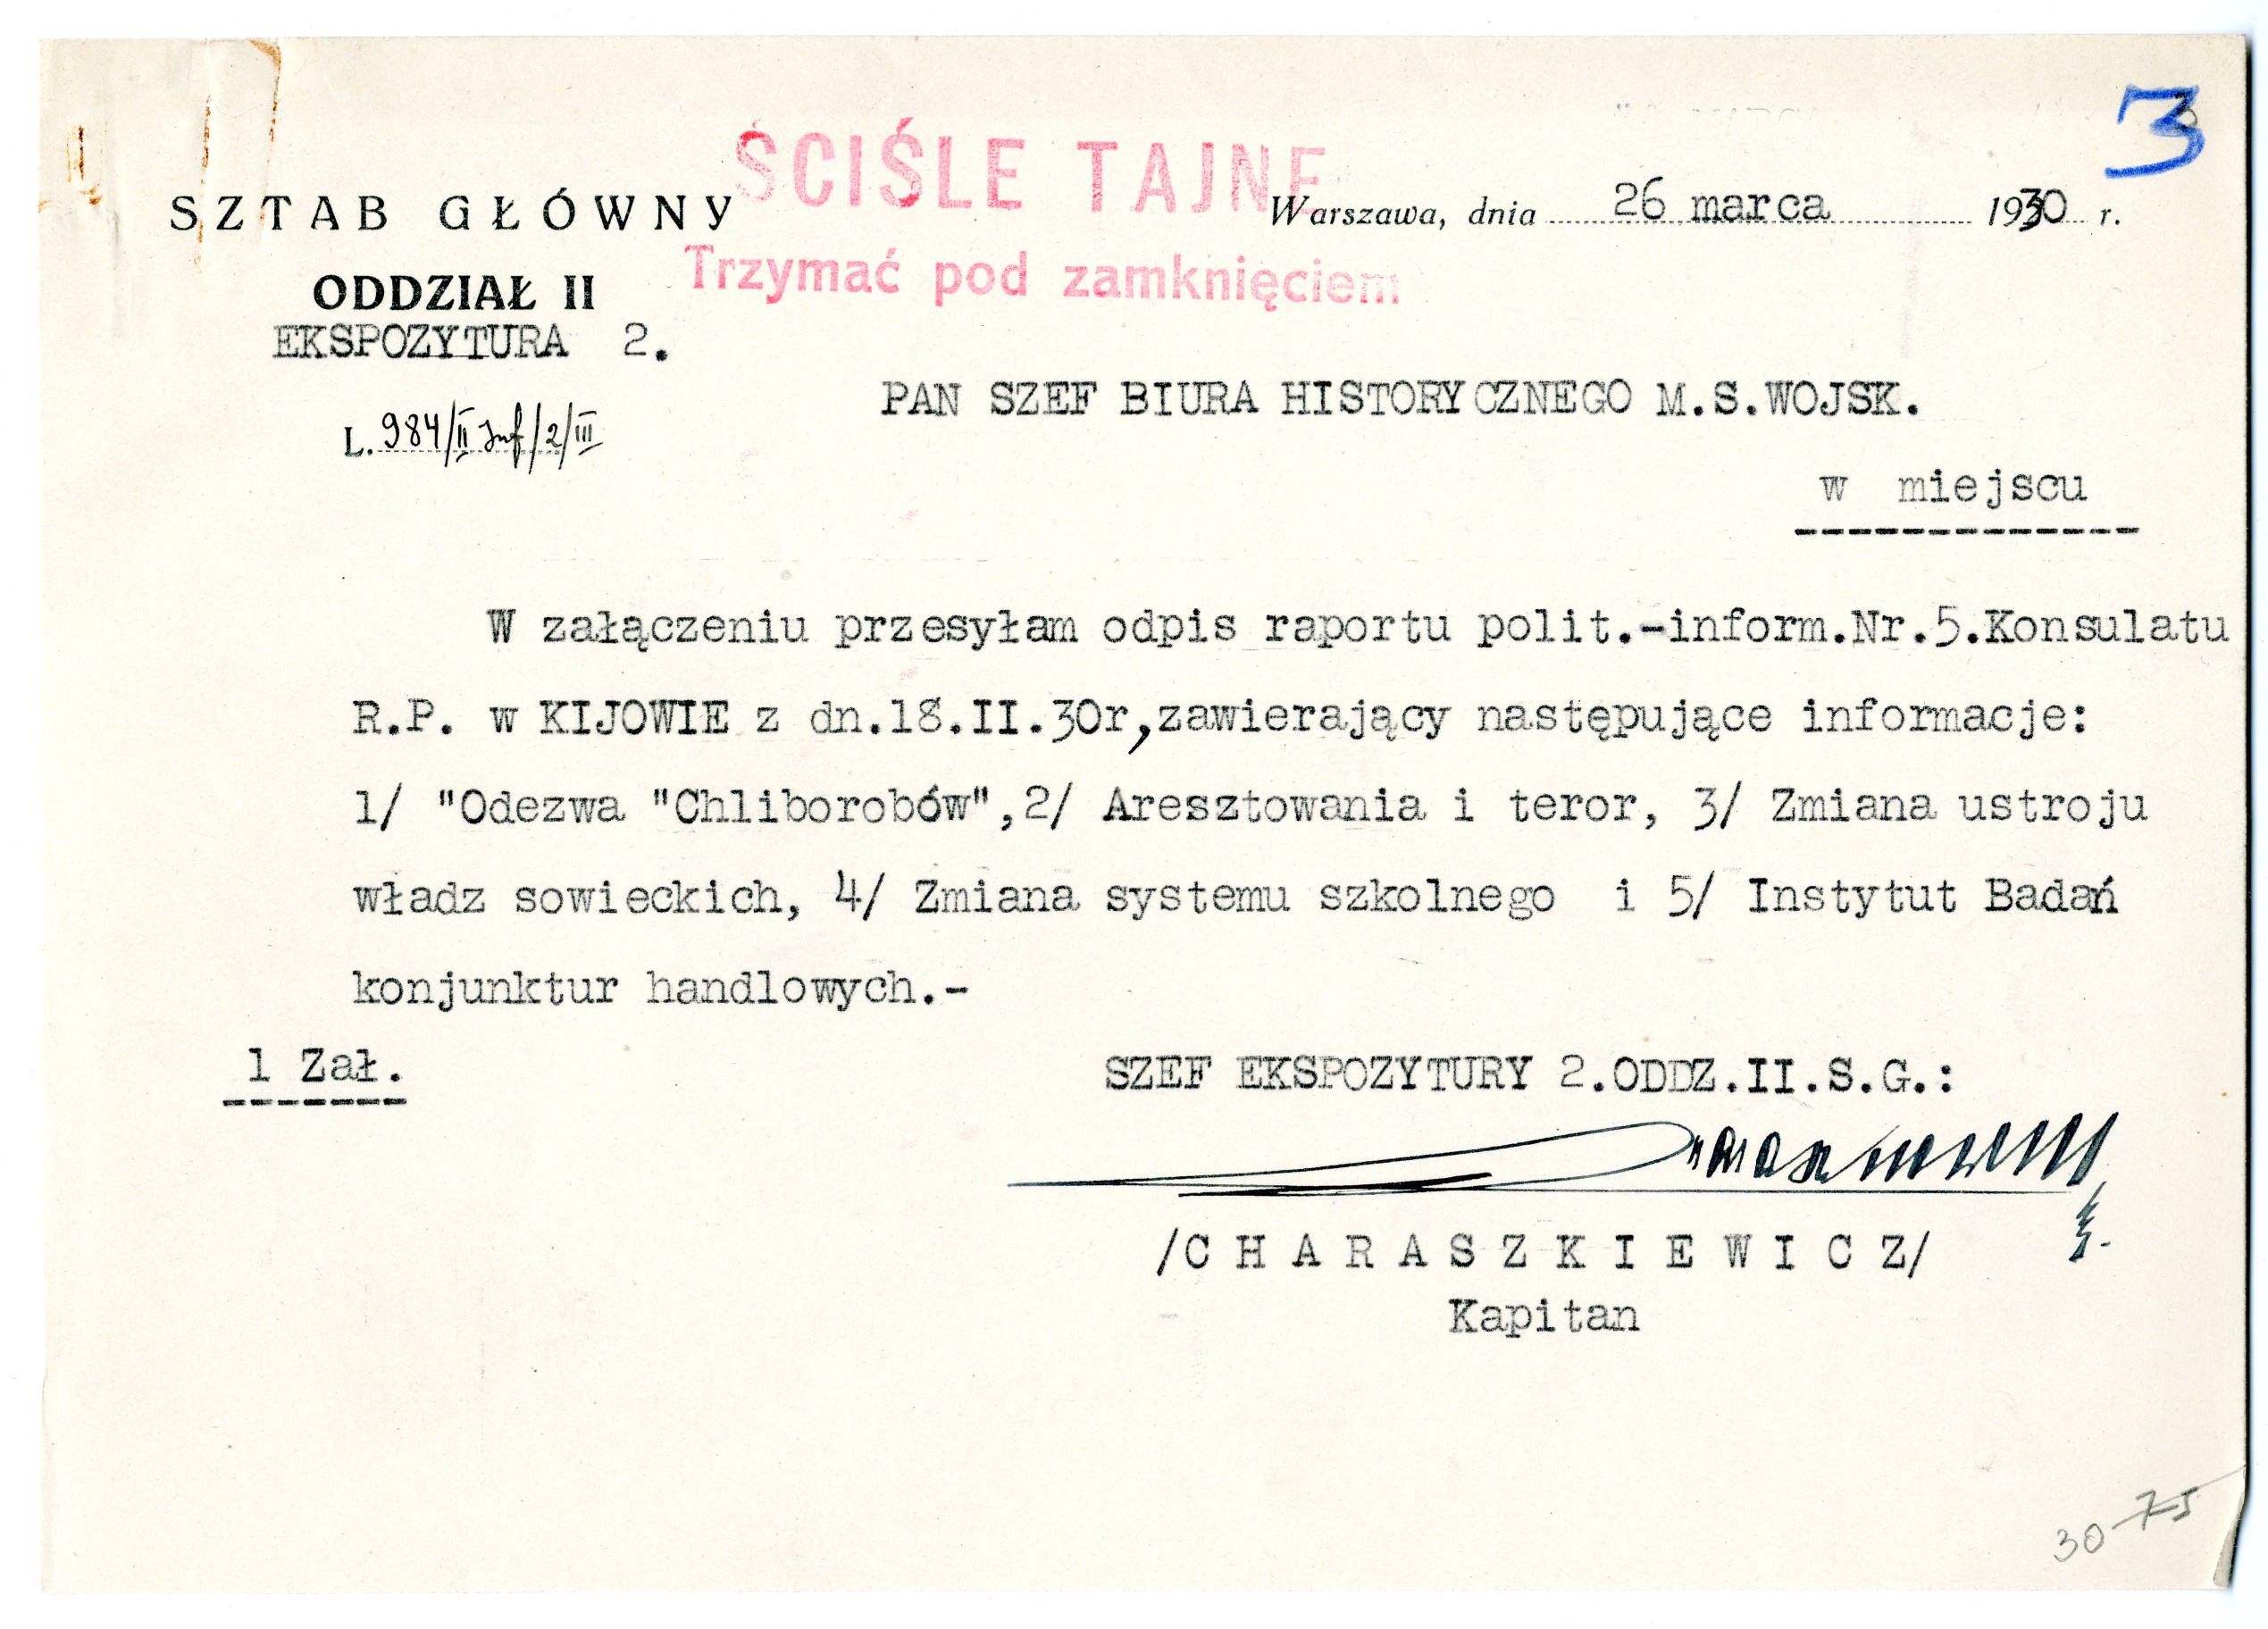 3
ŚCIŚLE TAJNE
SZTAB GŁÓWNY
Warszawa, dnia 26 marca 1930 r.
Trzymać pod zamknięciem
ODDZIAŁ II
EKSPOZYTURA 2.
PAN SZEF BIURA HISTORYCZNEGO M.S.WOJSK.
L. 984/II Inf/2/III
w miejscu
W załączeniu przesyłam odpis raportu polit.-inform.Nr.5.Konsulatu
R.P. w KIJOWIE z dn.18.II.30r,zawierający następujące informacje:
1/ "Odezwa "Chliborobów",2/ Aresztowania i teror, 3/ Zmiana ustroju
władz sowieckich, 4/ Zmiana systemu szkolnego i 5/ Instytut Badań
konjunktur handlowych.-
1 Zał.
SZEF EKSPOZYTURY 2.ODDZ.II.S.G.:
/CHARASZKIEWICZ/
Kapitan
30 75